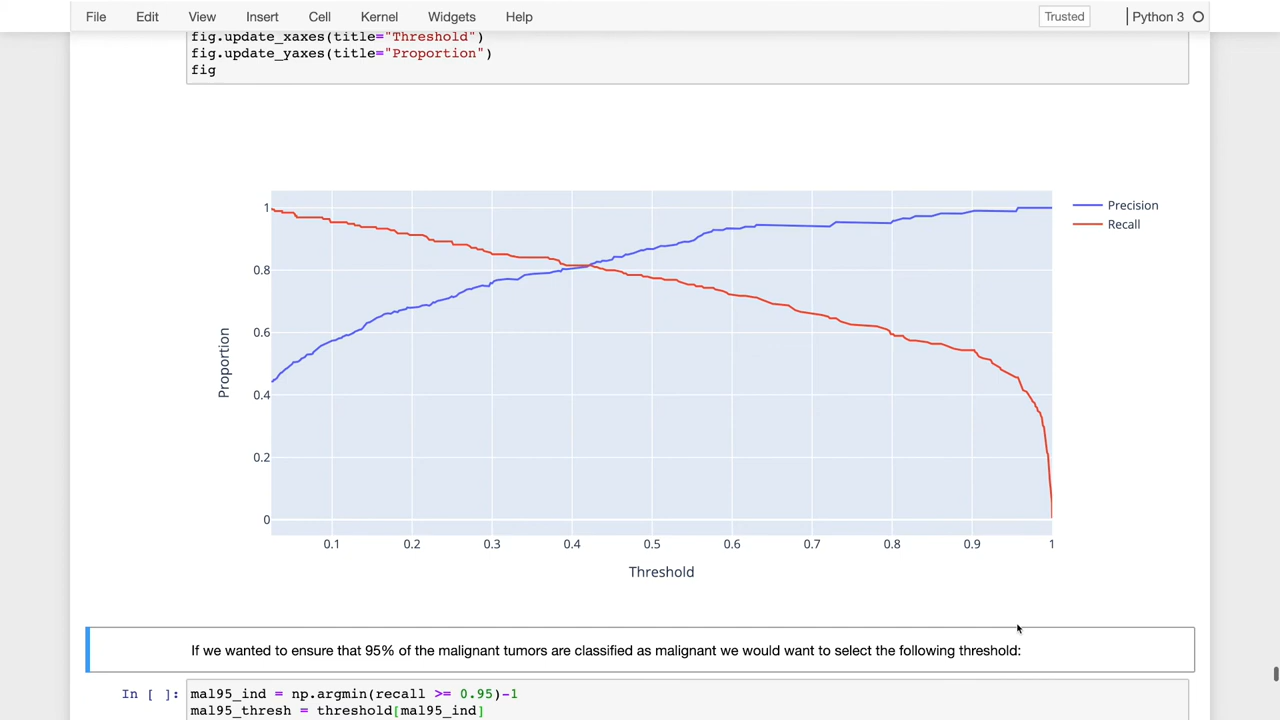 File Edit View Insert Cell Kernel Widgets Help Trusted Python 3
fig.update_xaxes(title="Threshold")
fig.update_yaxes(title="Proportion")
fig
Precision
Recall
1
0.8
0.6
0.4
0.2
0
Proportion
0.1 0.2 0.3 0.4 0.5 0.6 0.7 0.8 0.9 1
Threshold
If we wanted to ensure that 95% of the malignant tumors are classified as malignant we would want to select the following threshold:
In [ ]: mal95_ind = np.argmin(recall >= 0.95)-1
mal95_thresh = threshold[mal95_ind]